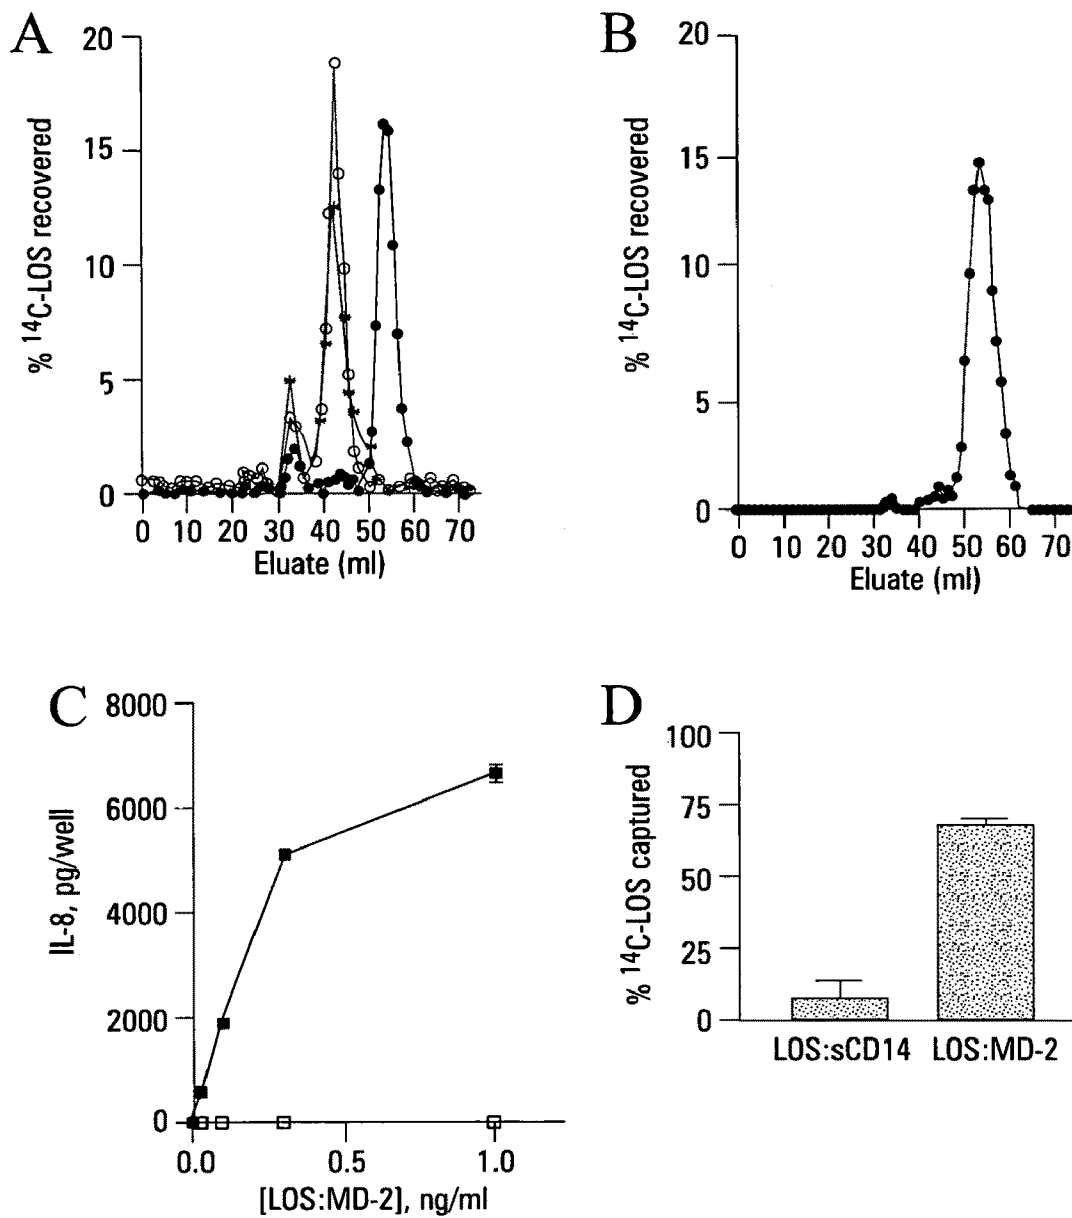 A
20
15
10
5
0
% 14C-LOS recovered
0 10 20 30 40 50 60 70
Eluate (ml)
B
20
15
10
5
0
% 14C-LOS recovered
0 10 20 30 40 50 60 70
Eluate (ml)
C
8000
6000
4000
2000
0
IL-8, pg/well
0.0 0.5 1.0
[LOS:MD-2], ng/ml
D
100
75
50
25
0
% 14C-LOS captured
LOS:sCD14 LOS:MD-2